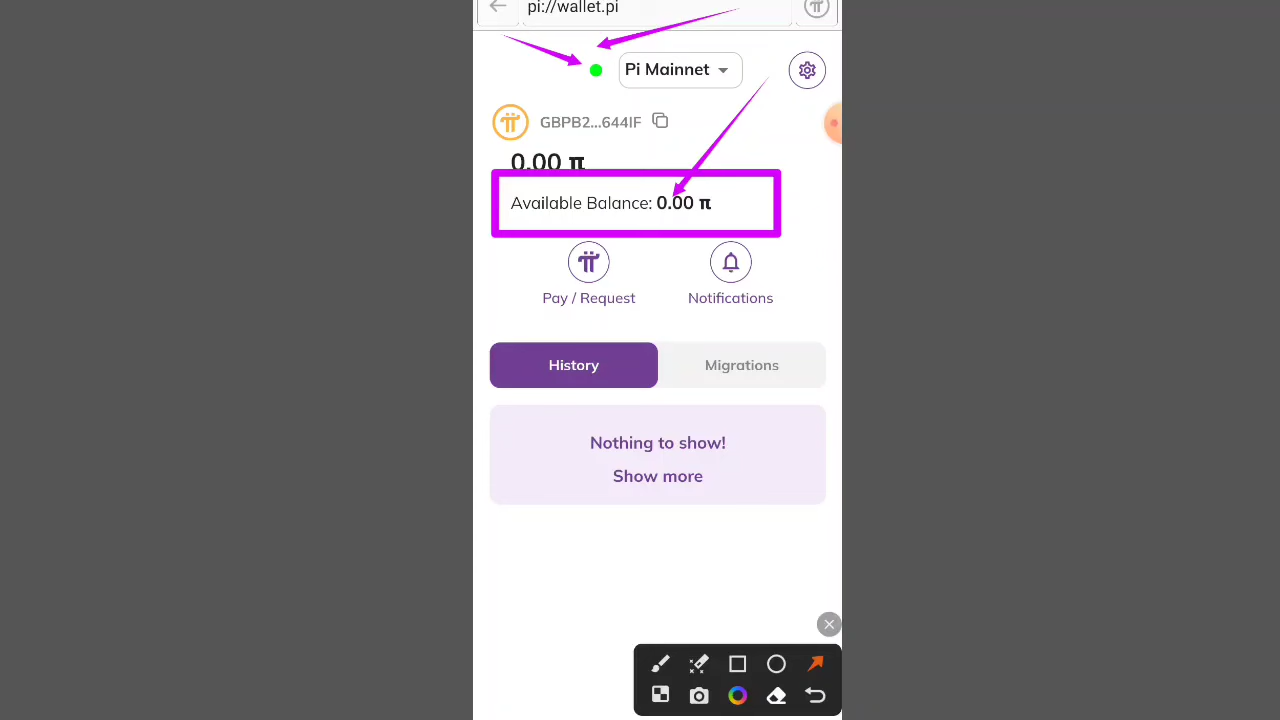 pi://wallet.pi
Pi Mainnet
GBPB2...644IF
0.00 π
Available Balance: 0.00 π
Pay / Request
Notifications
History
Migrations
Nothing to show!
Show more